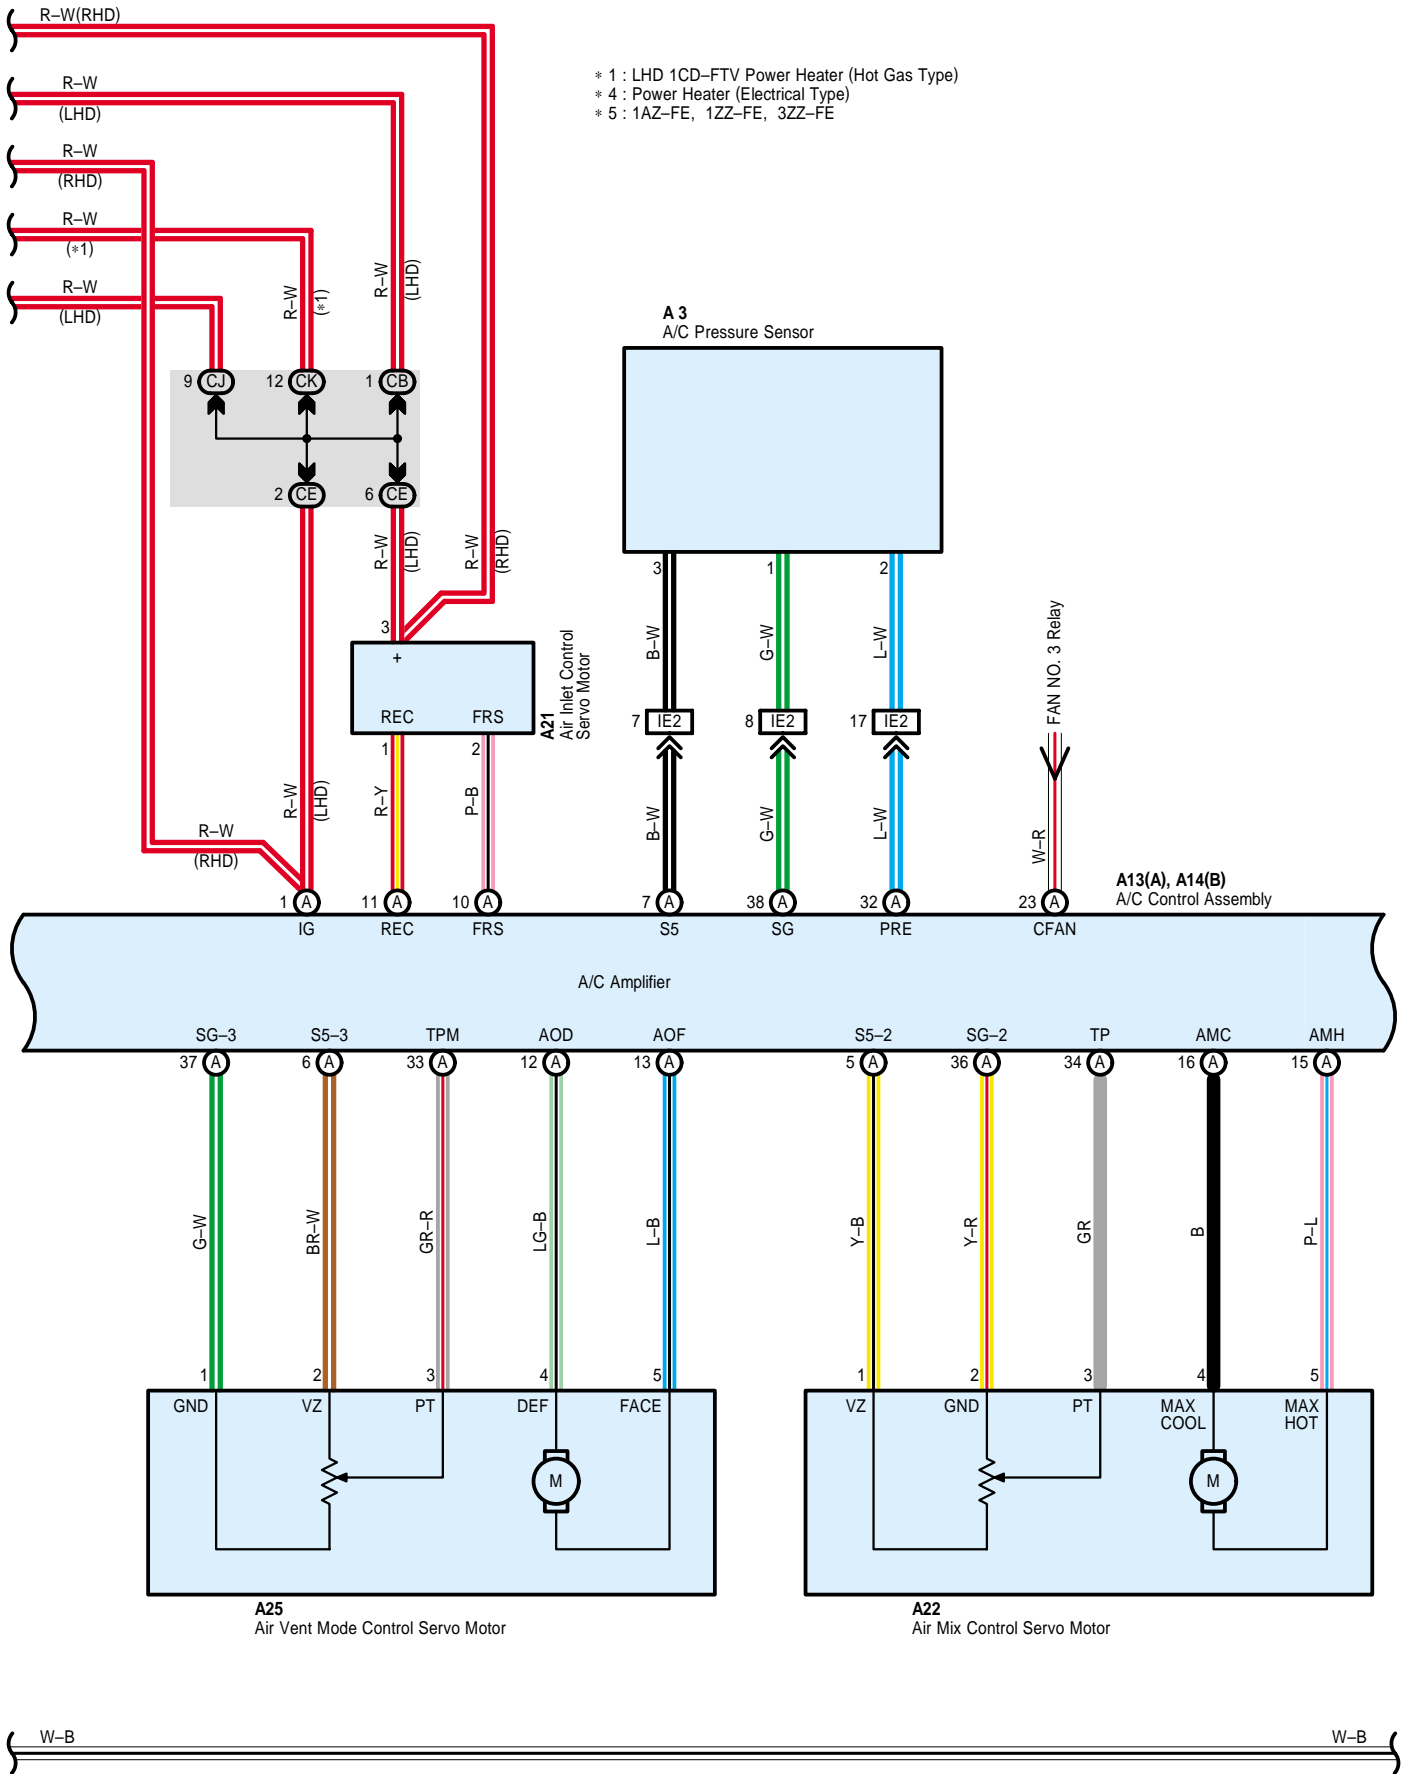 R–W(RHD)
R–W
(LHD)
R–W
(RHD)
R–W
(∗1)
R–W
(LHD)
∗ 1 : LHD 1CD–FTV Power Heater (Hot Gas Type)
∗ 4 : Power Heater (Electrical Type)
∗ 5 : 1AZ–FE, 1ZZ–FE, 3ZZ–FE
R–W
(∗1)
R–W
(LHD)
A 3
A/C Pressure Sensor
9 CJ 12 CK 1 CB
2 CE 6 CE
R–W
(LHD)
R–W
(RHD)
3 1 2
B–W G–W L–W
FAN NO. 3 Relay
3
+
REC FRS
A21
Air Inlet Control
Servo Motor
7 IE2 8 IE2 17 IE2
1 2
R–W
(LHD)
R–Y P–B
B–W G–W L–W
W–R
R–W
(RHD)
A13(A), A14(B)
A/C Control Assembly
1 A 11 A 10 A 7 A 38 A 32 A 23 A
IG REC FRS S5 SG PRE CFAN
A/C Amplifier
SG–3 S5–3 TPM AOD AOF S5–2 SG–2 TP AMC AMH
37 A 6 A 33 A 12 A 13 A 5 A 36 A 34 A 16 A 15 A
G–W BR–W GR–R LG–B L–B Y–B Y–R GR B P–L
1 2 3 4 5 1 2 3 4 5
GND VZ PT DEF FACE VZ GND PT MAX COOL MAX HOT
M M
A25
Air Vent Mode Control Servo Motor
A22
Air Mix Control Servo Motor
W–B W–B